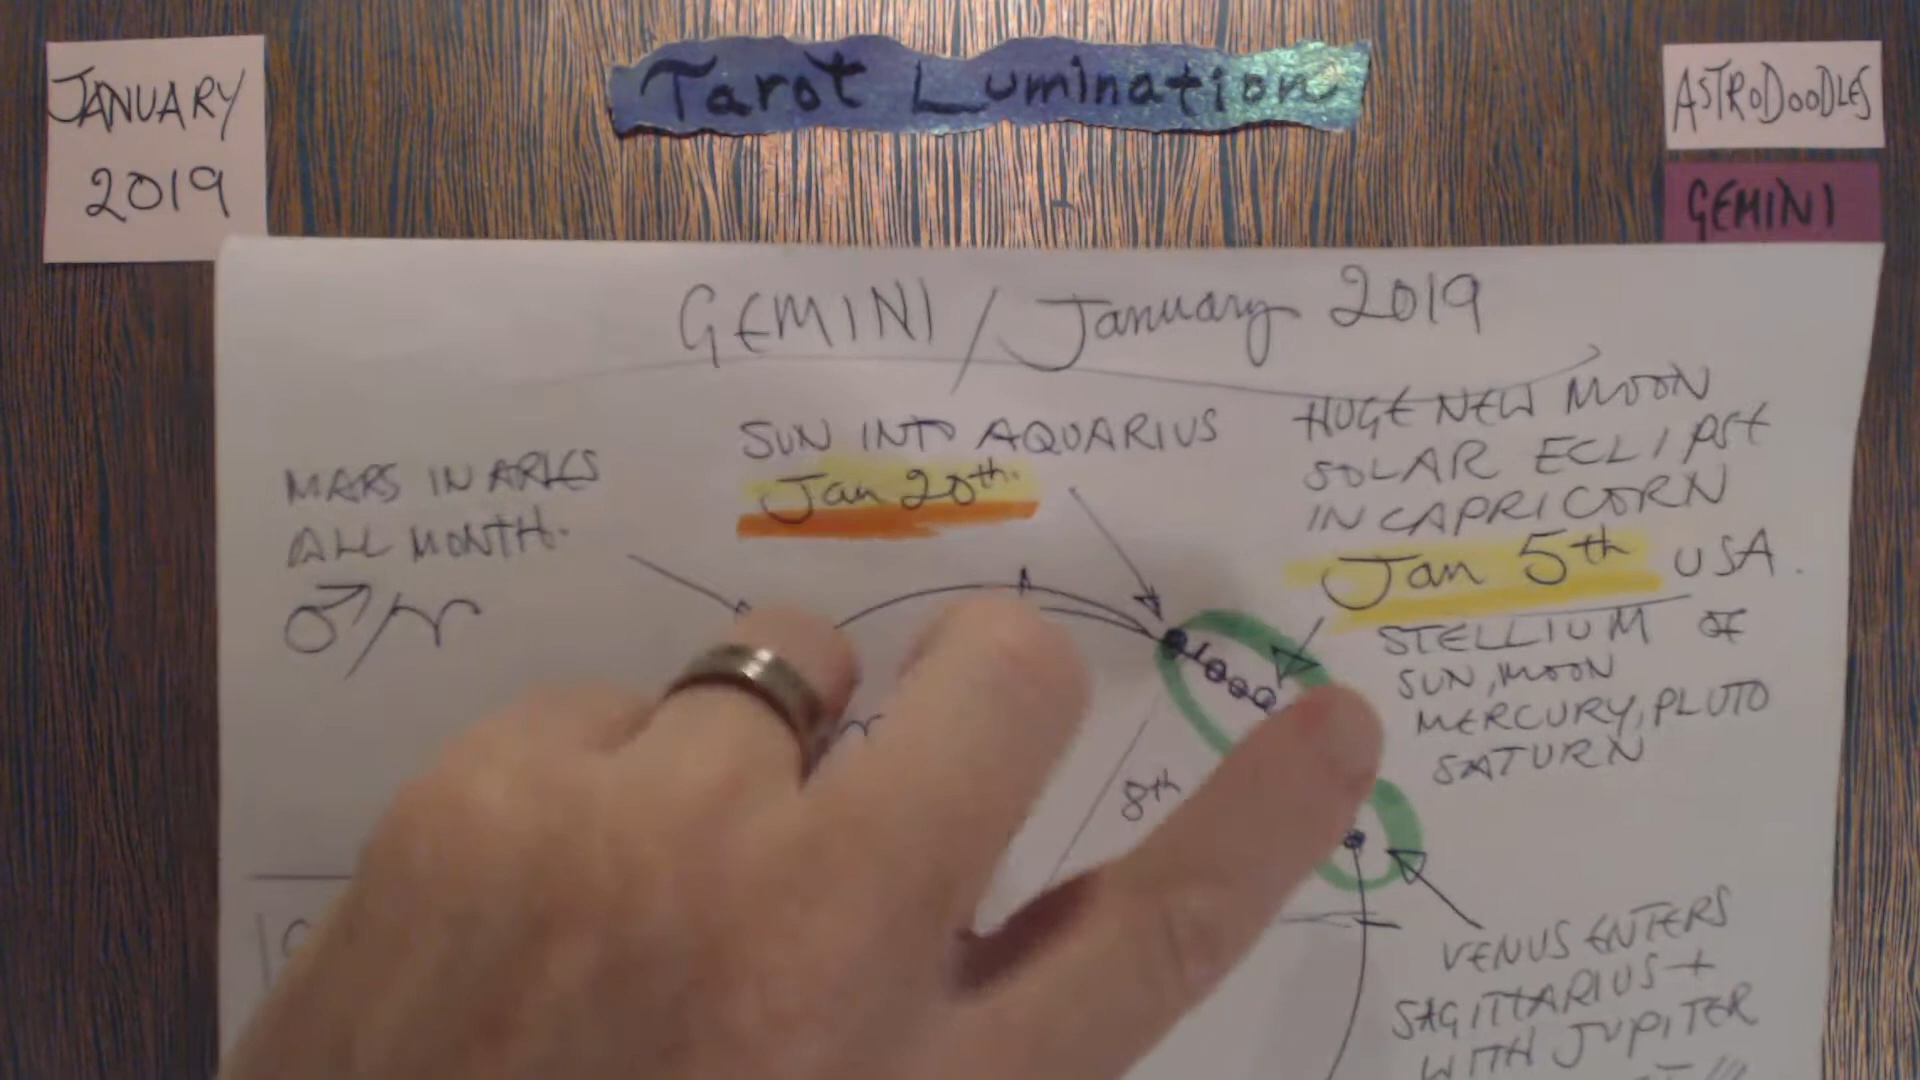 JANUARY
2019
Tarot Lumination
ASTRODOODLES
GEMINI
GEMINI / January 2019
MARS IN ARIES
ALL MONTH.
♂/♈
SUN INTO AQUARIUS
Jan 20th.
HUGE NEW MOON
SOLAR ECLIPSE
IN CAPRICORN
Jan 5th USA.
STELLIUM OF
SUN, MOON
MERCURY, PLUTO
SATURN
8th
VENUS ENTERS
SAGITTARIUS +
WITH JUPITER